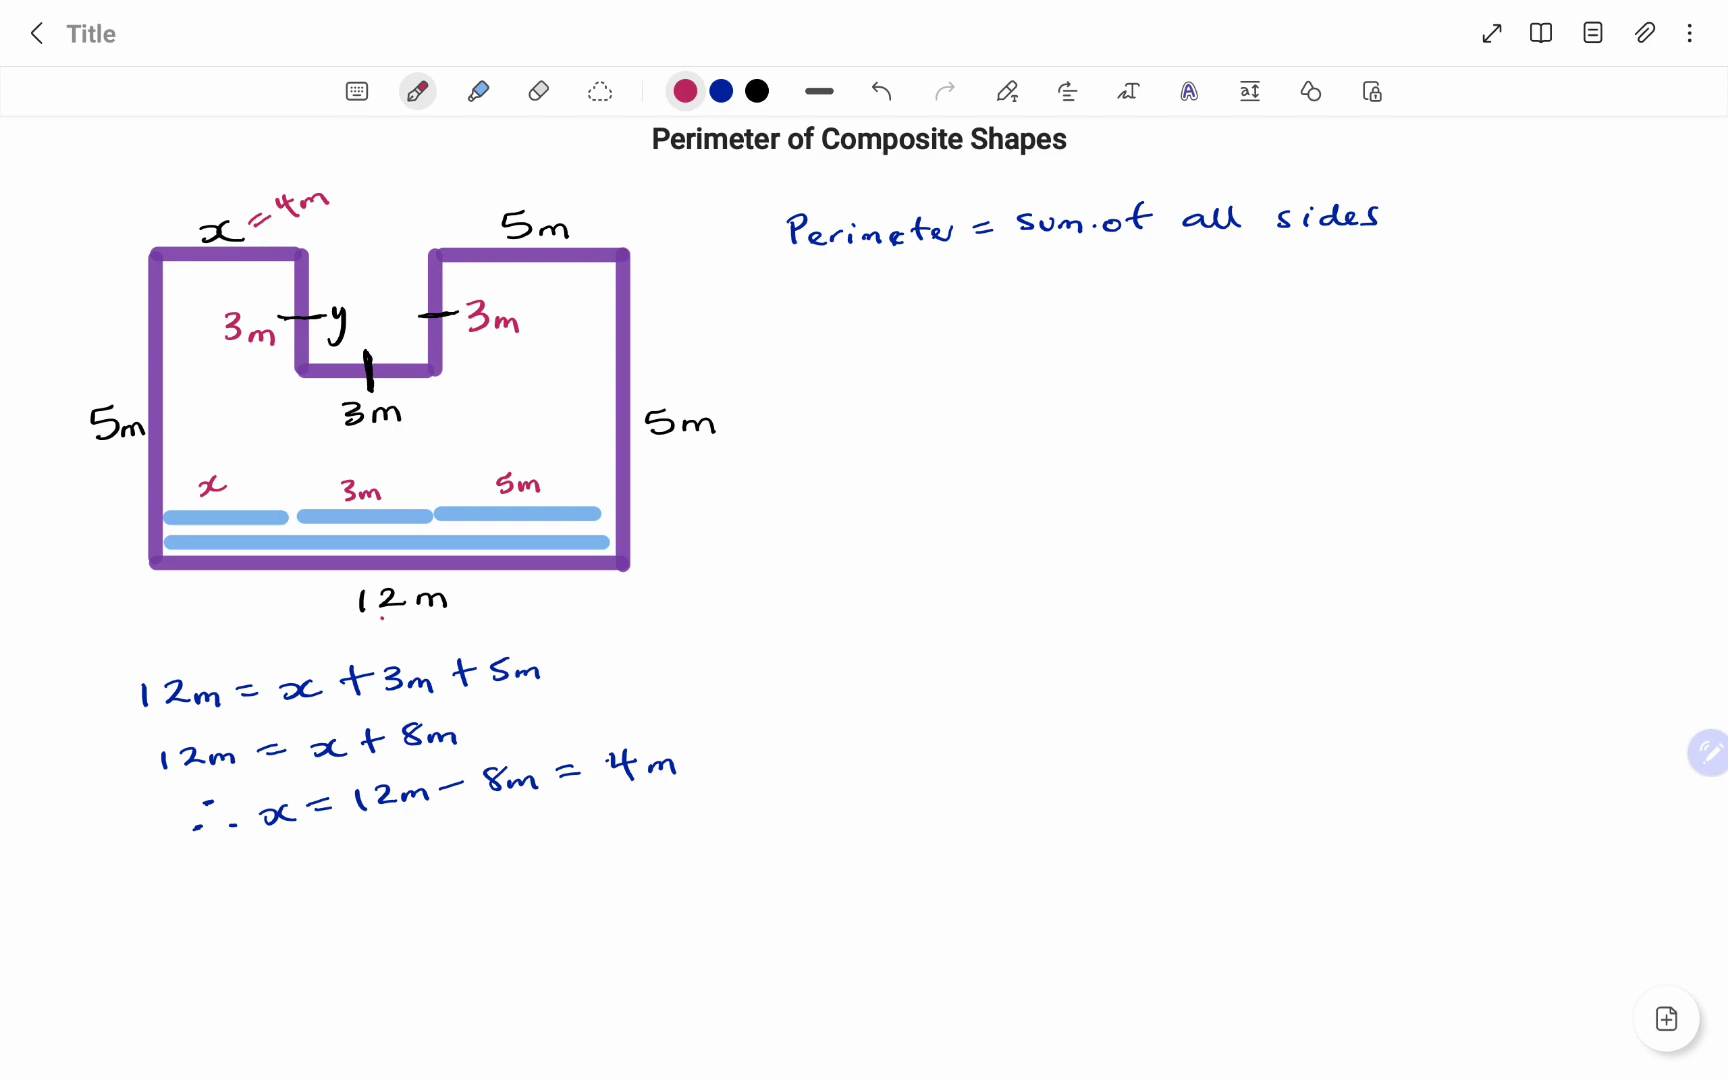 Title
Perimeter of Composite Shapes
x = 4m
5m
Perimeter = sum of all sides
3m
y
3m
3m
5m
5m
x
3m
5m
12m
12m = x + 3m + 5m
12m = x + 8m
∴ x = 12m - 8m = 4m